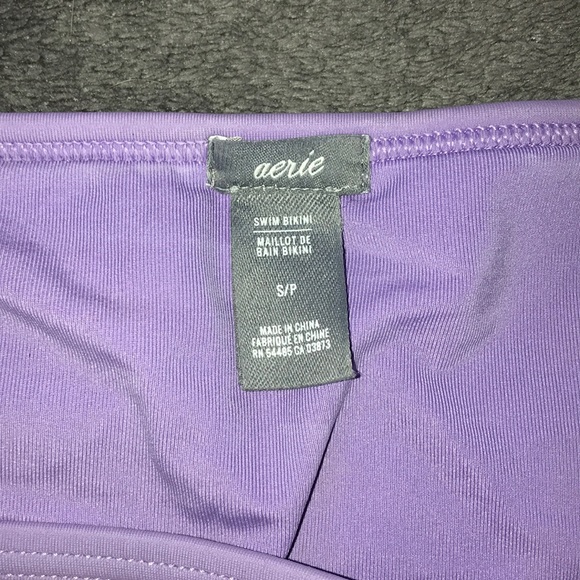 aerie
SWIM BIKINI
MAILLOT DE
BAIN BIKINI
S/P
MADE IN CHINA
FABRIQUÉ EN CHINE
RN 54485 CA 03873